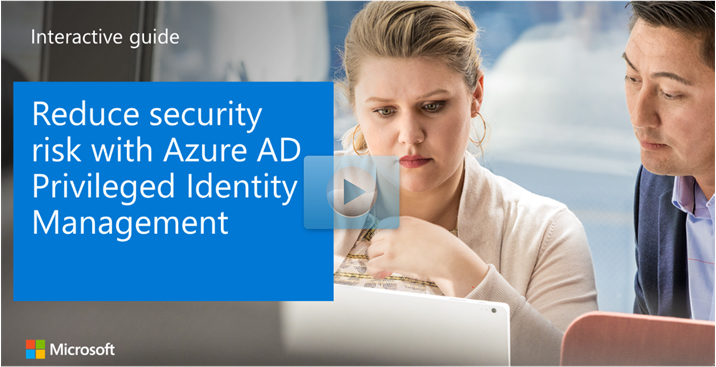 Interactive guide
Reduce security
risk with Azure AD
Privileged Identity
Management
Microsoft